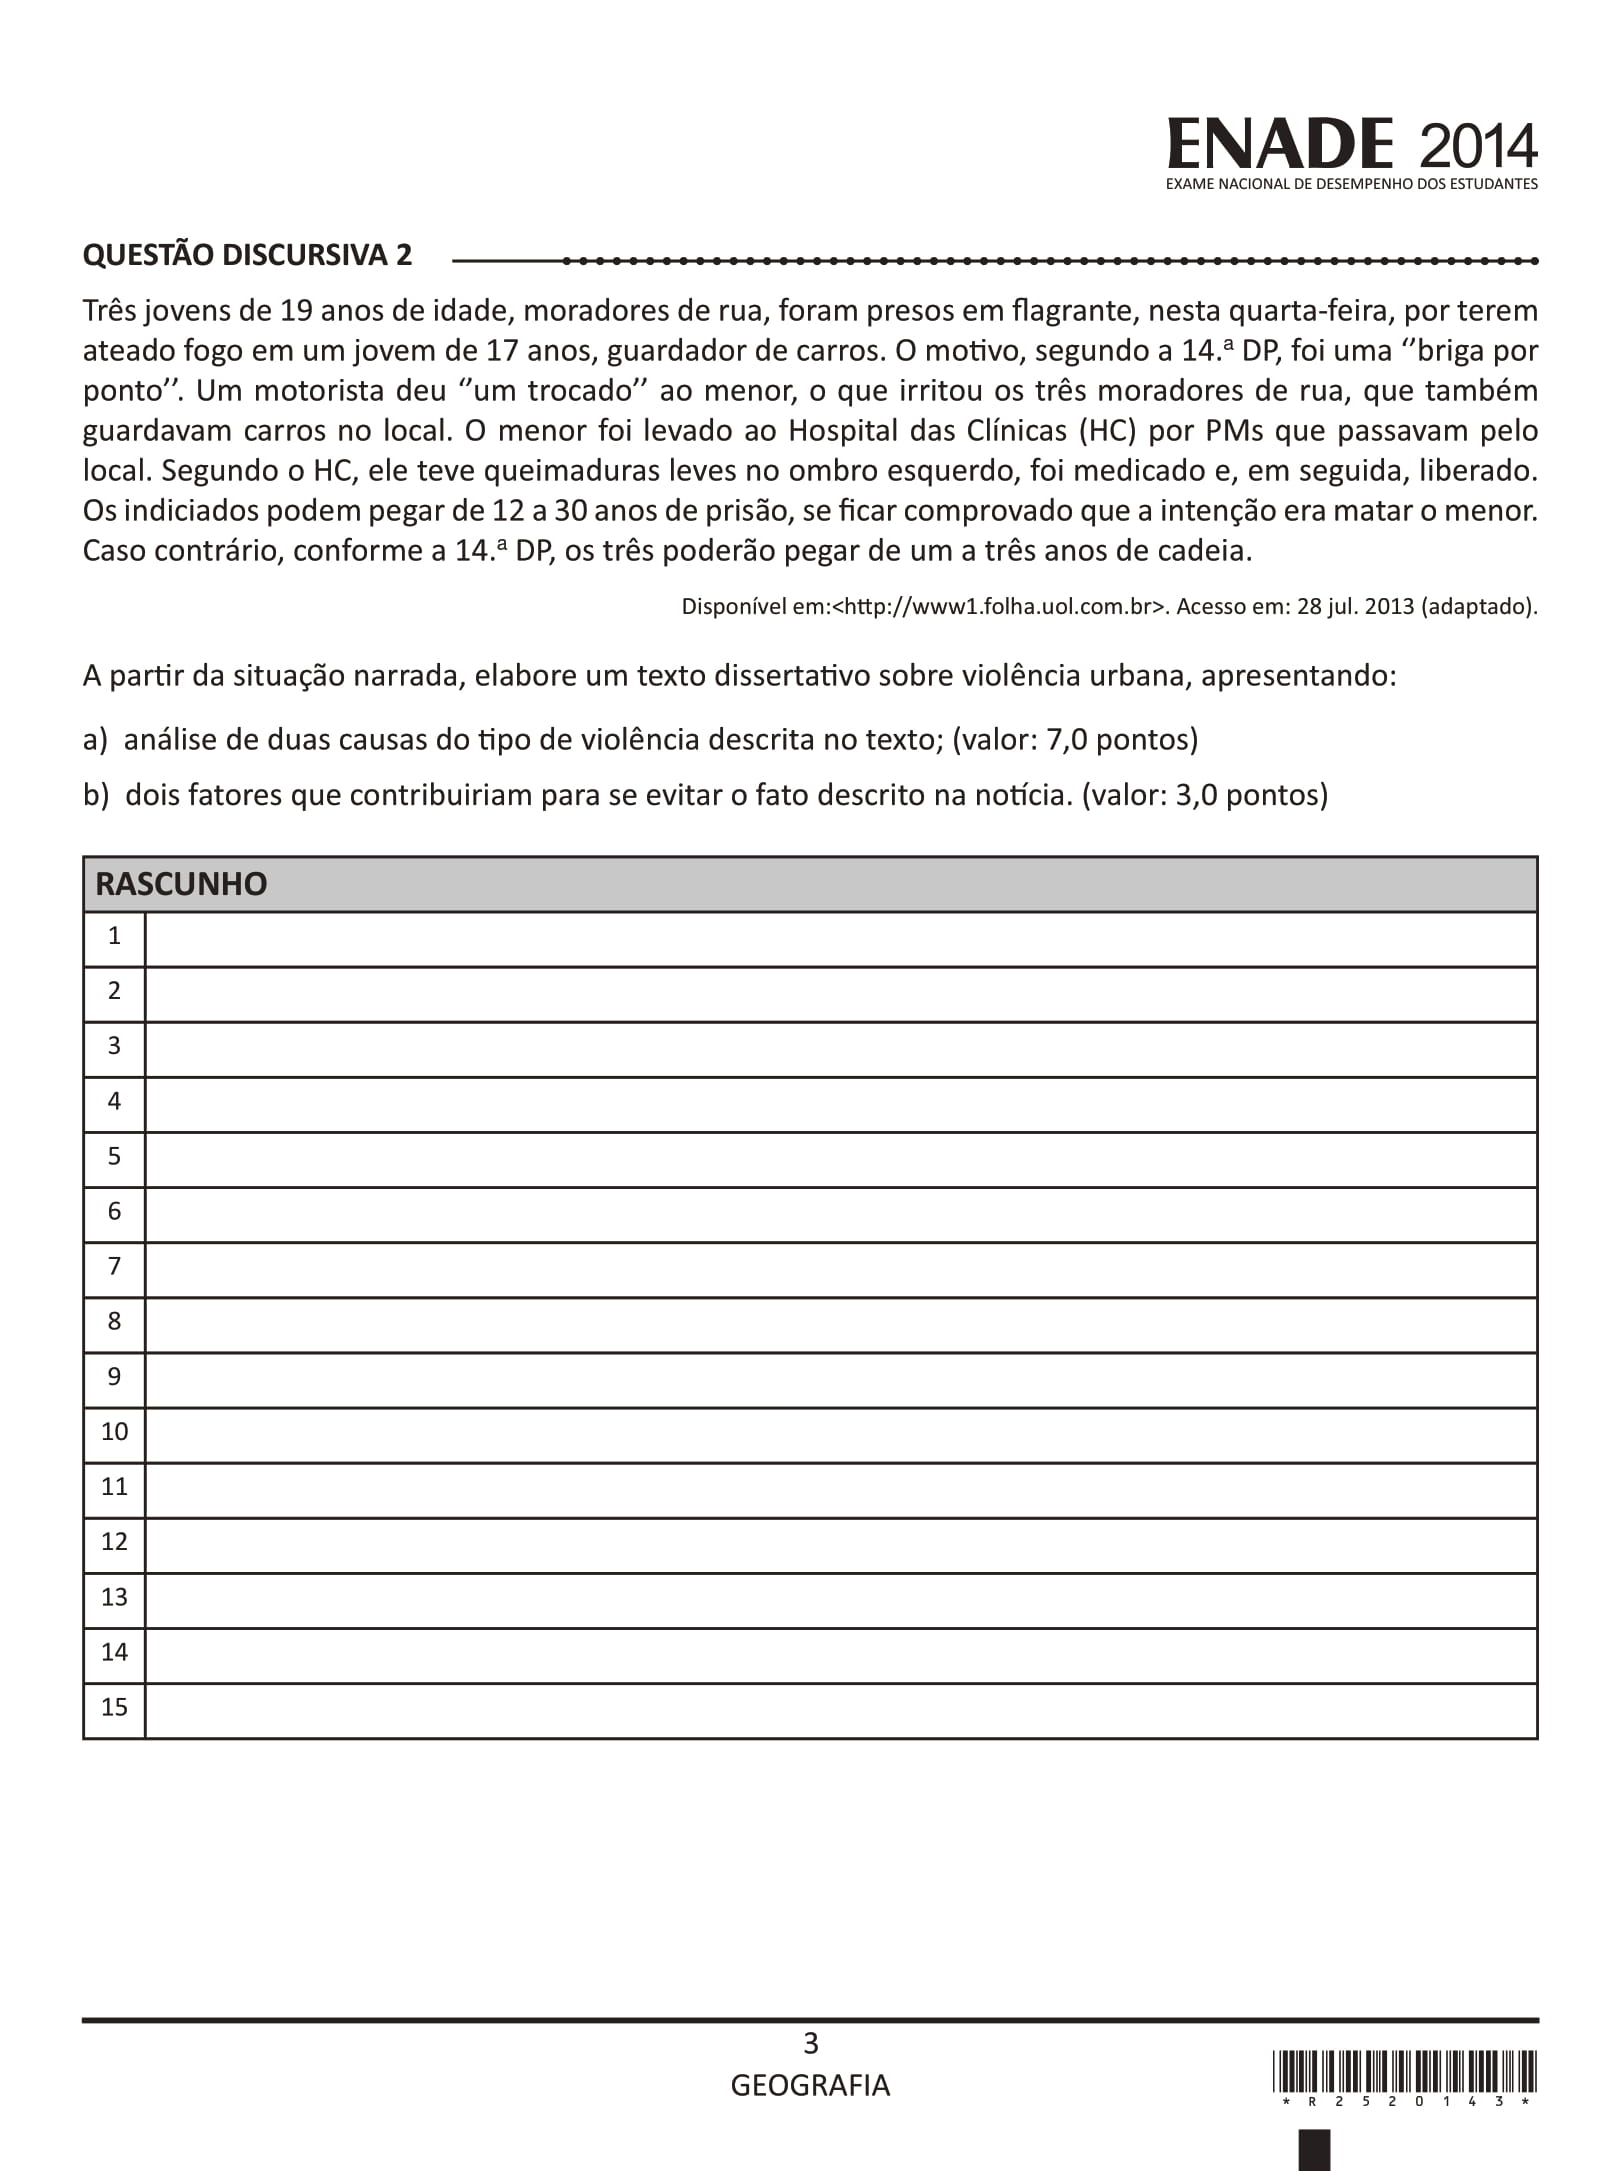 ENADE 2014
EXAME NACIONAL DE DESEMPENHO DOS ESTUDANTES
QUESTÃO DISCURSIVA 2
Três jovens de 19 anos de idade, moradores de rua, foram presos em flagrante, nesta quarta-feira, por terem
ateado fogo em um jovem de 17 anos, guardador de carros. O motivo, segundo a 14.ª DP, foi uma ‘’briga por
ponto’’. Um motorista deu ‘’um trocado’’ ao menor, o que irritou os três moradores de rua, que também
guardavam carros no local. O menor foi levado ao Hospital das Clínicas (HC) por PMs que passavam pelo
local. Segundo o HC, ele teve queimaduras leves no ombro esquerdo, foi medicado e, em seguida, liberado.
Os indiciados podem pegar de 12 a 30 anos de prisão, se ficar comprovado que a intenção era matar o menor.
Caso contrário, conforme a 14.ª DP, os três poderão pegar de um a três anos de cadeia.
Disponível em:<http://www1.folha.uol.com.br>. Acesso em: 28 jul. 2013 (adaptado).
A partir da situação narrada, elabore um texto dissertativo sobre violência urbana, apresentando:
a) análise de duas causas do tipo de violência descrita no texto; (valor: 7,0 pontos)
b) dois fatores que contribuiriam para se evitar o fato descrito na notícia. (valor: 3,0 pontos)
RASCUNHO
1
2
3
4
5
6
7
8
9
10
11
12
13
14
15
3
GEOGRAFIA
* R 2 5 2 0 1 4 3 *